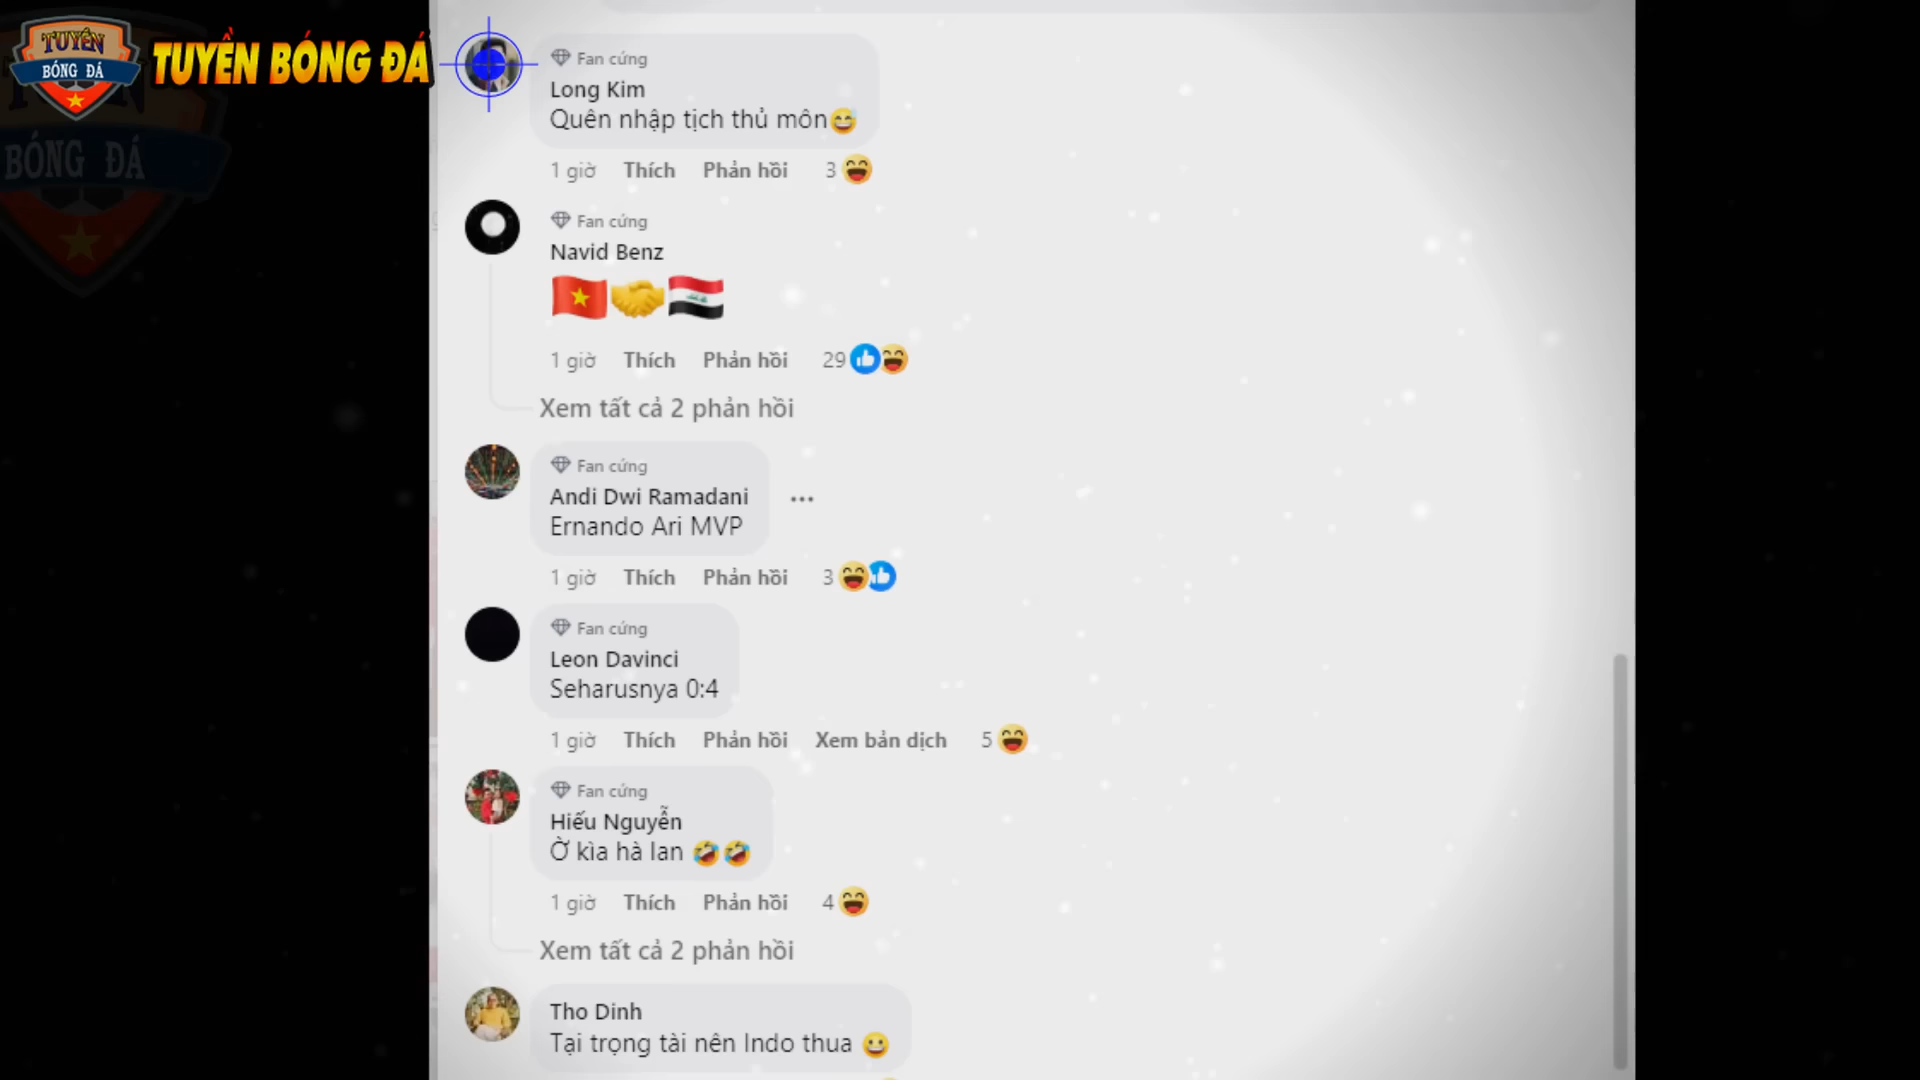 TUYỀN
BÓNG ĐÁ
TUYỀN BÓNG ĐÁ
BÓNG ĐÁ
Fan cứng
Long Kim
Quên nhập tịch thủ môn😅
1 giờ Thích Phản hồi 3
Fan cứng
Navid Benz
🇻🇳🤝🇮🇶
1 giờ Thích Phản hồi 29
Xem tất cả 2 phản hồi
Fan cứng
Andi Dwi Ramadani
Ernando Ari MVP
1 giờ Thích Phản hồi 3
Fan cứng
Leon Davinci
Seharusnya 0:4
1 giờ Thích Phản hồi Xem bản dịch 5
Fan cứng
Hiếu Nguyễn
Ờ kìa hà lan 🤣🤣
1 giờ Thích Phản hồi 4
Xem tất cả 2 phản hồi
Tho Dinh
Tại trọng tài nên Indo thua 😀